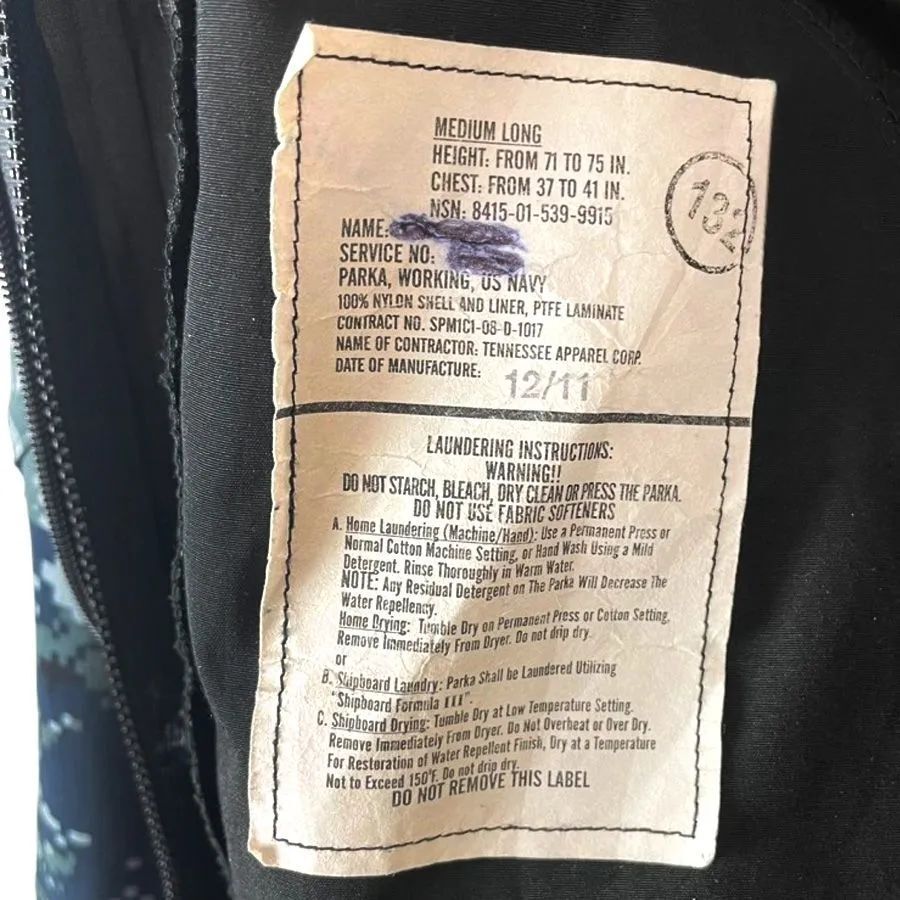 MEDIUM LONG
HEIGHT: FROM 71 TO 75 IN.
CHEST: FROM 37 TO 41 IN.
NSN: 8415-01-539-9915
132
NAME:
SERVICE NO:
PARKA, WORKING, US NAVY
100% NYLON SHELL AND LINER, PTFE LAMINATE
CONTRACT NO. SPM1C1-08-D-1017
NAME OF CONTRACTOR: TENNESSEE APPAREL CORP.
DATE OF MANUFACTURE: 12/11
LAUNDERING INSTRUCTIONS:
WARNING!!
DO NOT STARCH, BLEACH, DRY CLEAN OR PRESS THE PARKA.
DO NOT USE FABRIC SOFTENERS
A. Home Laundering (Machine/Hand): Use a Permanent Press or
Normal Cotton Machine Setting, or Hand Wash Using a Mild
Detergent. Rinse Thoroughly in Warm Water.
NOTE: Any Residual Detergent on The Parka Will Decrease The
Water Repellency.
Home Drying: Tumble Dry on Permanent Press or Cotton Setting,
Remove Immediately From Dryer. Do not drip dry.
or
B. Shipboard Laundry: Parka Shall be Laundered Utilizing
"Shipboard Formula III".
C. Shipboard Drying: Tumble Dry at Low Temperature Setting.
Remove Immediately From Dryer. Do Not Overheat or Over Dry.
For Restoration of Water Repellent Finish, Dry at a Temperature
Not to Exceed 150°F. Do not drip dry.
DO NOT REMOVE THIS LABEL